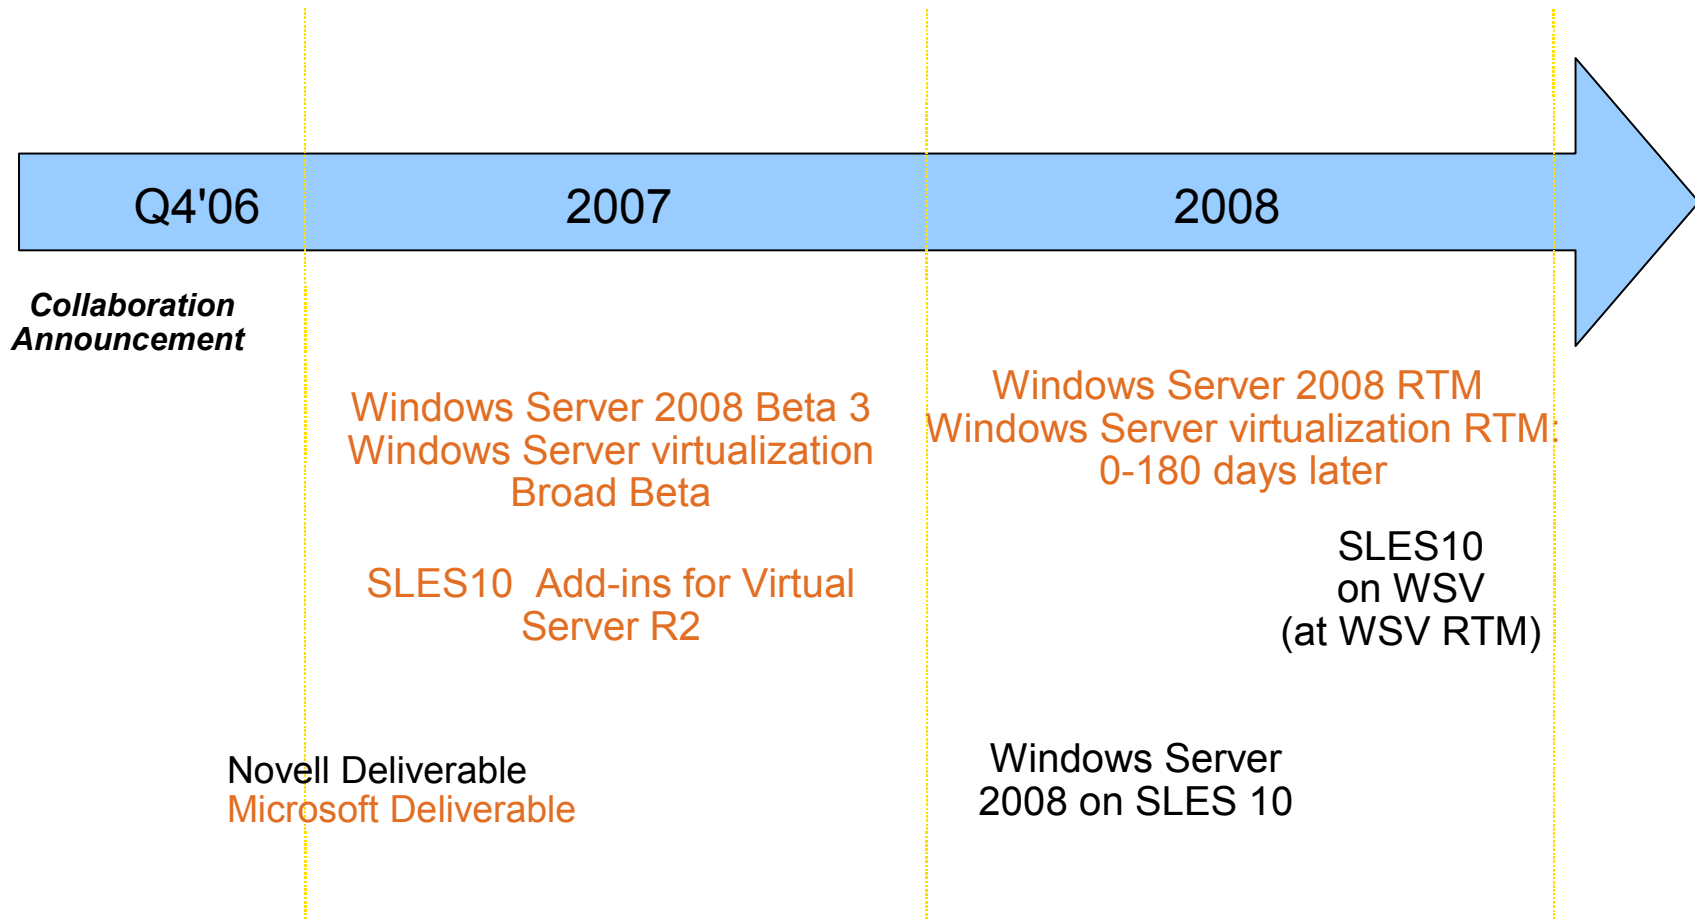 Q4'06
2007
2008
Collaboration
Announcement
Windows Server 2008 Beta 3
Windows Server virtualization
Broad Beta
SLES10  Add-ins for Virtual
Server R2
Windows Server 2008 RTM
Windows Server virtualization RTM:
0-180 days later
SLES10
on WSV
(at WSV RTM)
Windows Server
2008 on SLES 10
Novell Deliverable
Microsoft Deliverable